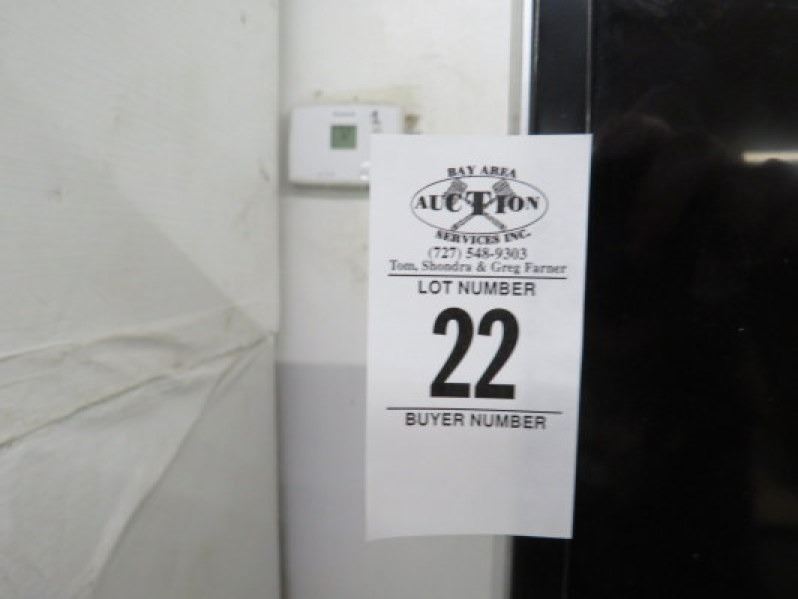 BAY AREA
AUCTION
SERVICES INC.
(727) 548-9303
Tom, Shondra & Greg Farner
LOT NUMBER
22
BUYER NUMBER